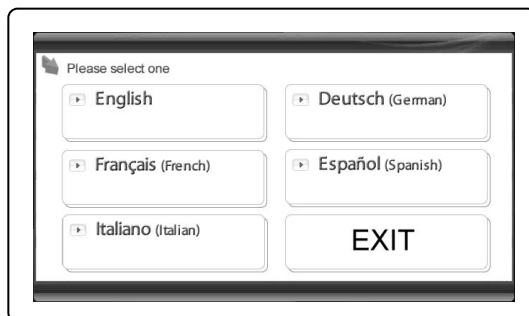 Please select one
English
Deutsch (German)
Français (French)
Español (Spanish)
Italiano (Italian)
EXIT